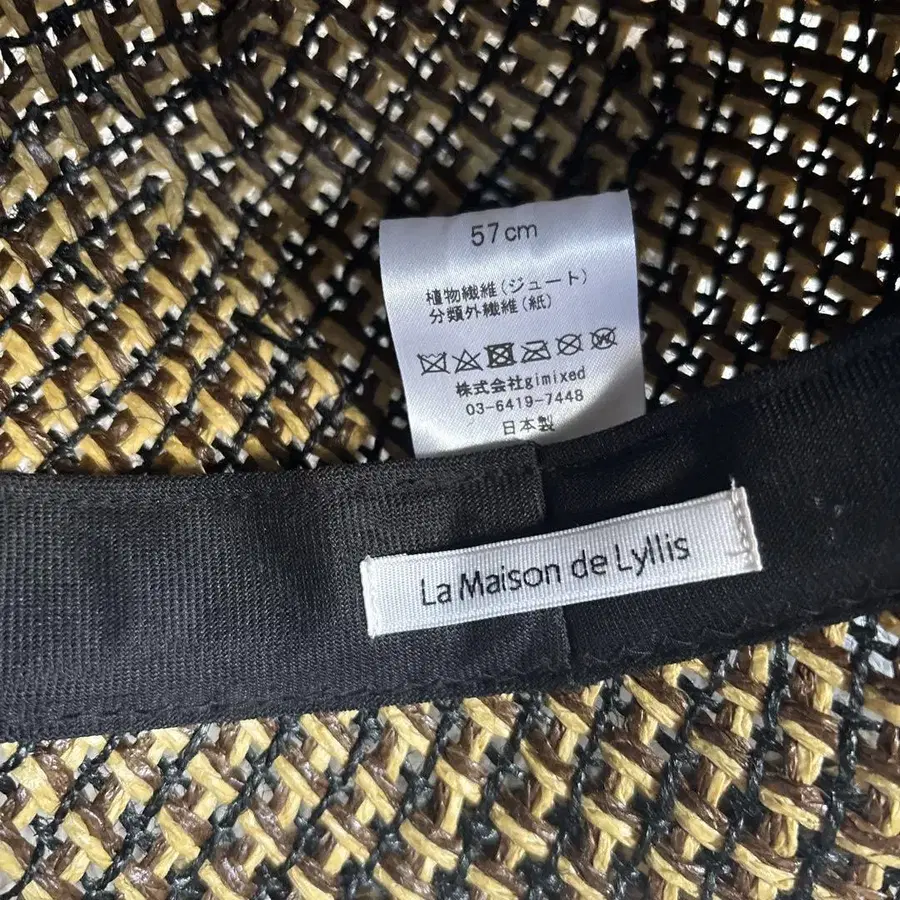 57cm
植物繊維(ジュート)
分類外繊維(紙)
株式会社gimixed
03-6419-7448
日本製
La Maison de Lyllis